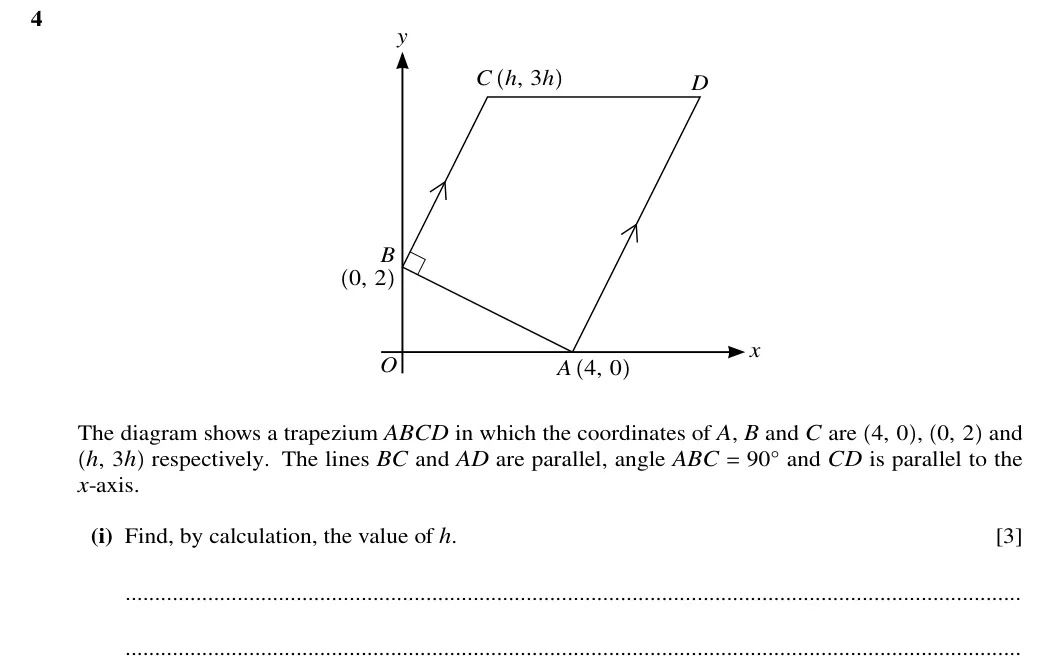 4
y
C (h, 3h)
D
B
(0, 2)
O
A (4, 0)
x
The diagram shows a trapezium ABCD in which the coordinates of A, B and C are (4, 0), (0, 2) and
(h, 3h) respectively. The lines BC and AD are parallel, angle ABC = 90° and CD is parallel to the
x-axis.
(i) Find, by calculation, the value of h. [3]